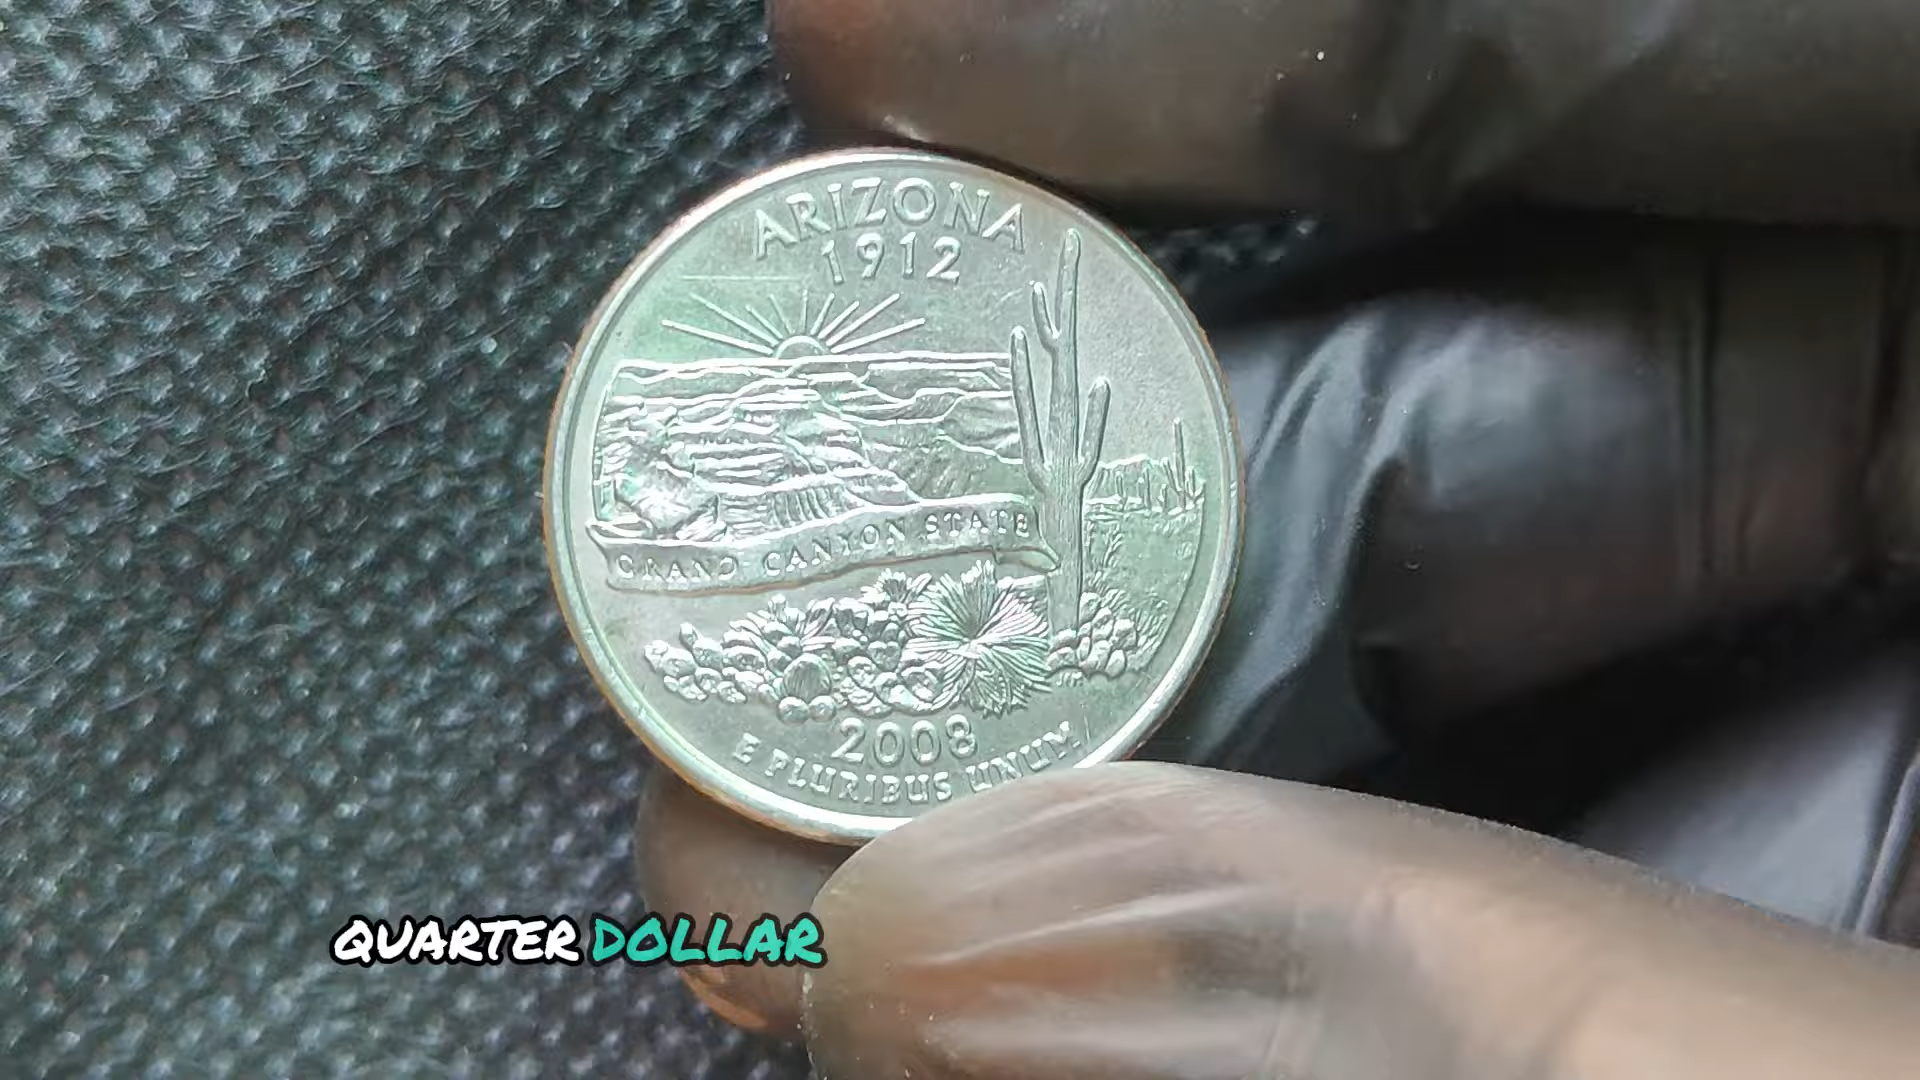 ARIZONA
1912
GRAND CANYON STATE
2008
E PLURIBUS UNUM
QUARTER DOLLAR